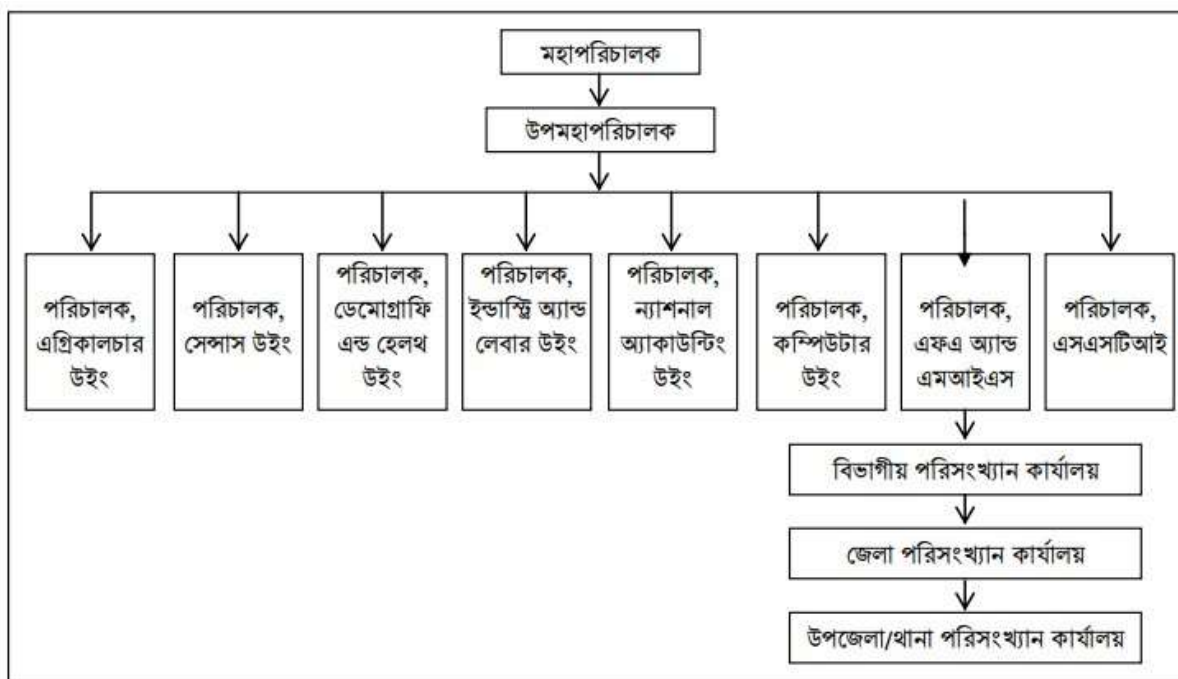 মহাপরিচালক
উপমহাপরিচালক
পরিচালক,
এগ্রিকালচার
উইং
পরিচালক,
সেন্সাস উইং
পরিচালক,
ডেমোগ্রাফি
এন্ড হেলথ
উইং
পরিচালক,
ইন্ডাস্ট্রি অ্যান্ড
লেবার উইং
পরিচালক,
ন্যাশনাল
অ্যাকাউন্টিং
উইং
পরিচালক,
কম্পিউটার
উইং
পরিচালক,
এফএ অ্যান্ড
এমআইএস
পরিচালক,
এসএসটিআই
বিভাগীয় পরিসংখ্যান কার্যালয়
জেলা পরিসংখ্যান কার্যালয়
উপজেলা/থানা পরিসংখ্যান কার্যালয়